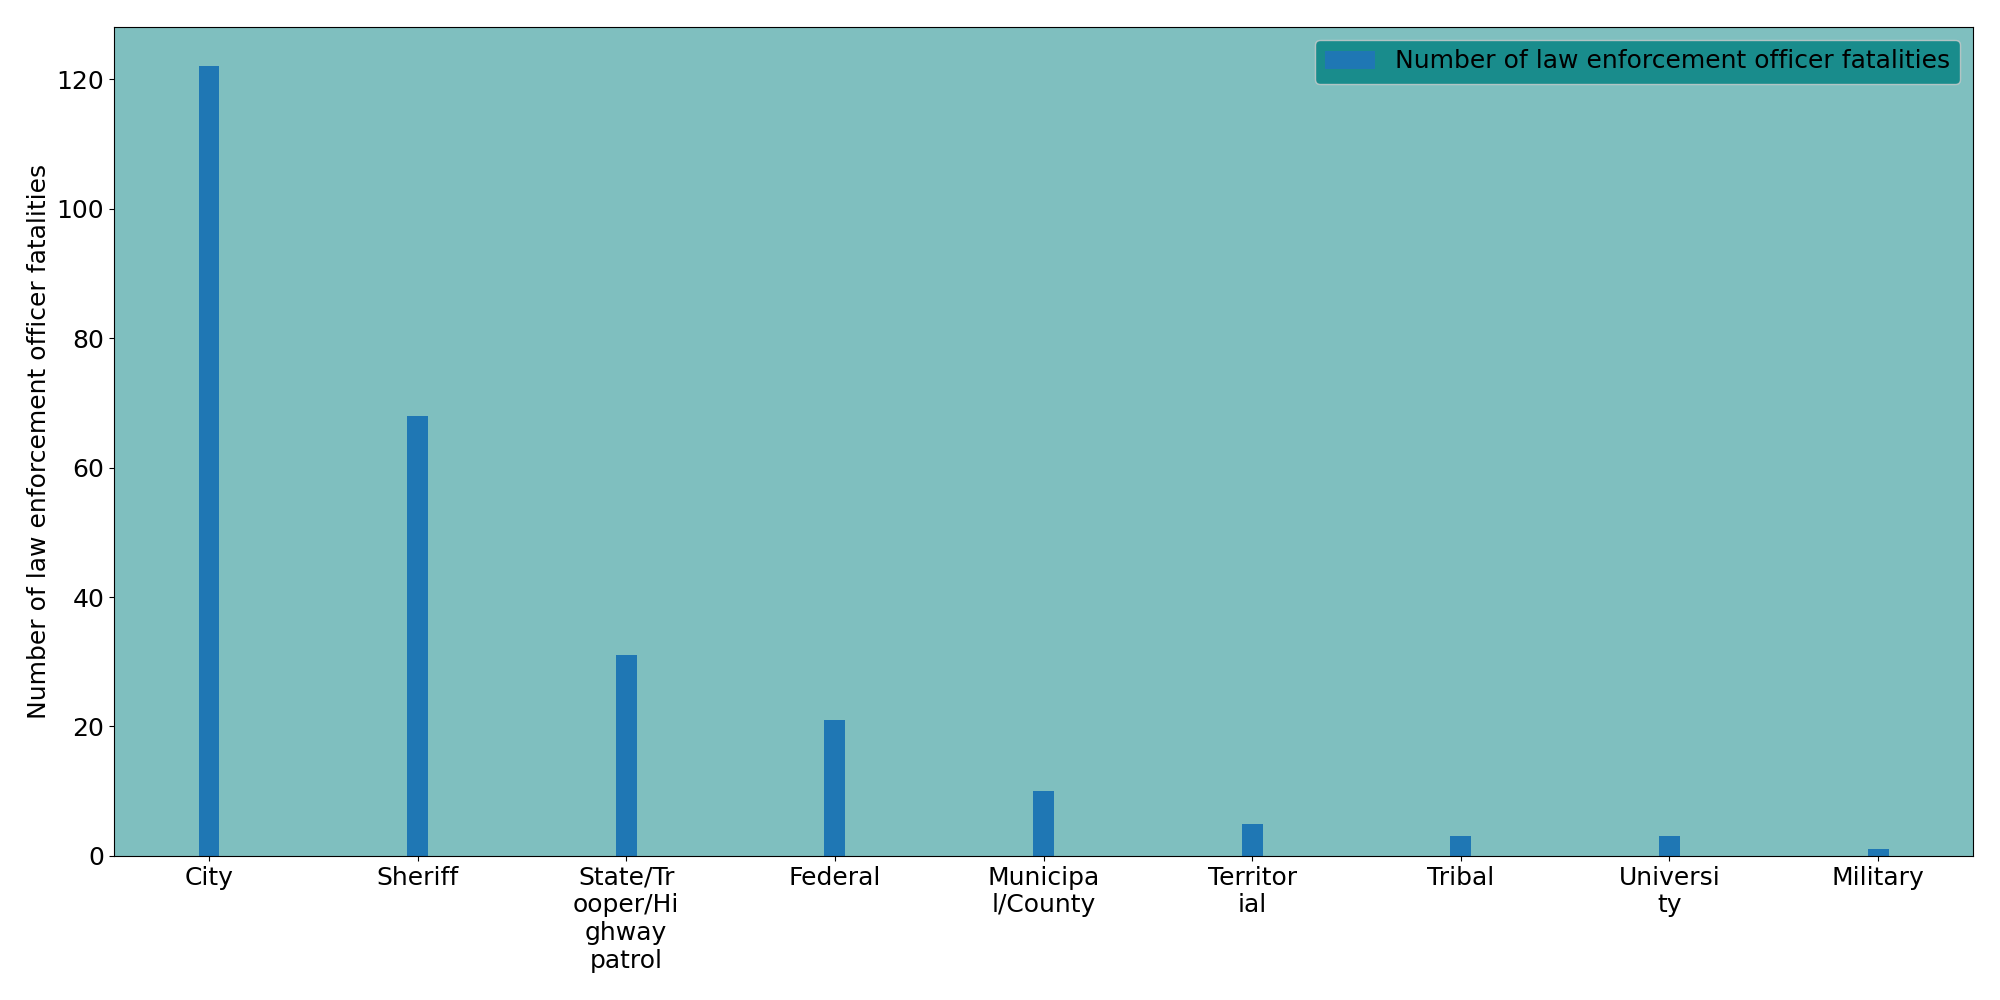 Number of law enforcement officer fatalities
Number of law enforcement officer fatalities
120
100
80
60
40
20
0
City
Sheriff
State/Tr
ooper/Hi
ghway
patrol
Federal
Municipa
l/County
Territor
ial
Tribal
Universi
ty
Military